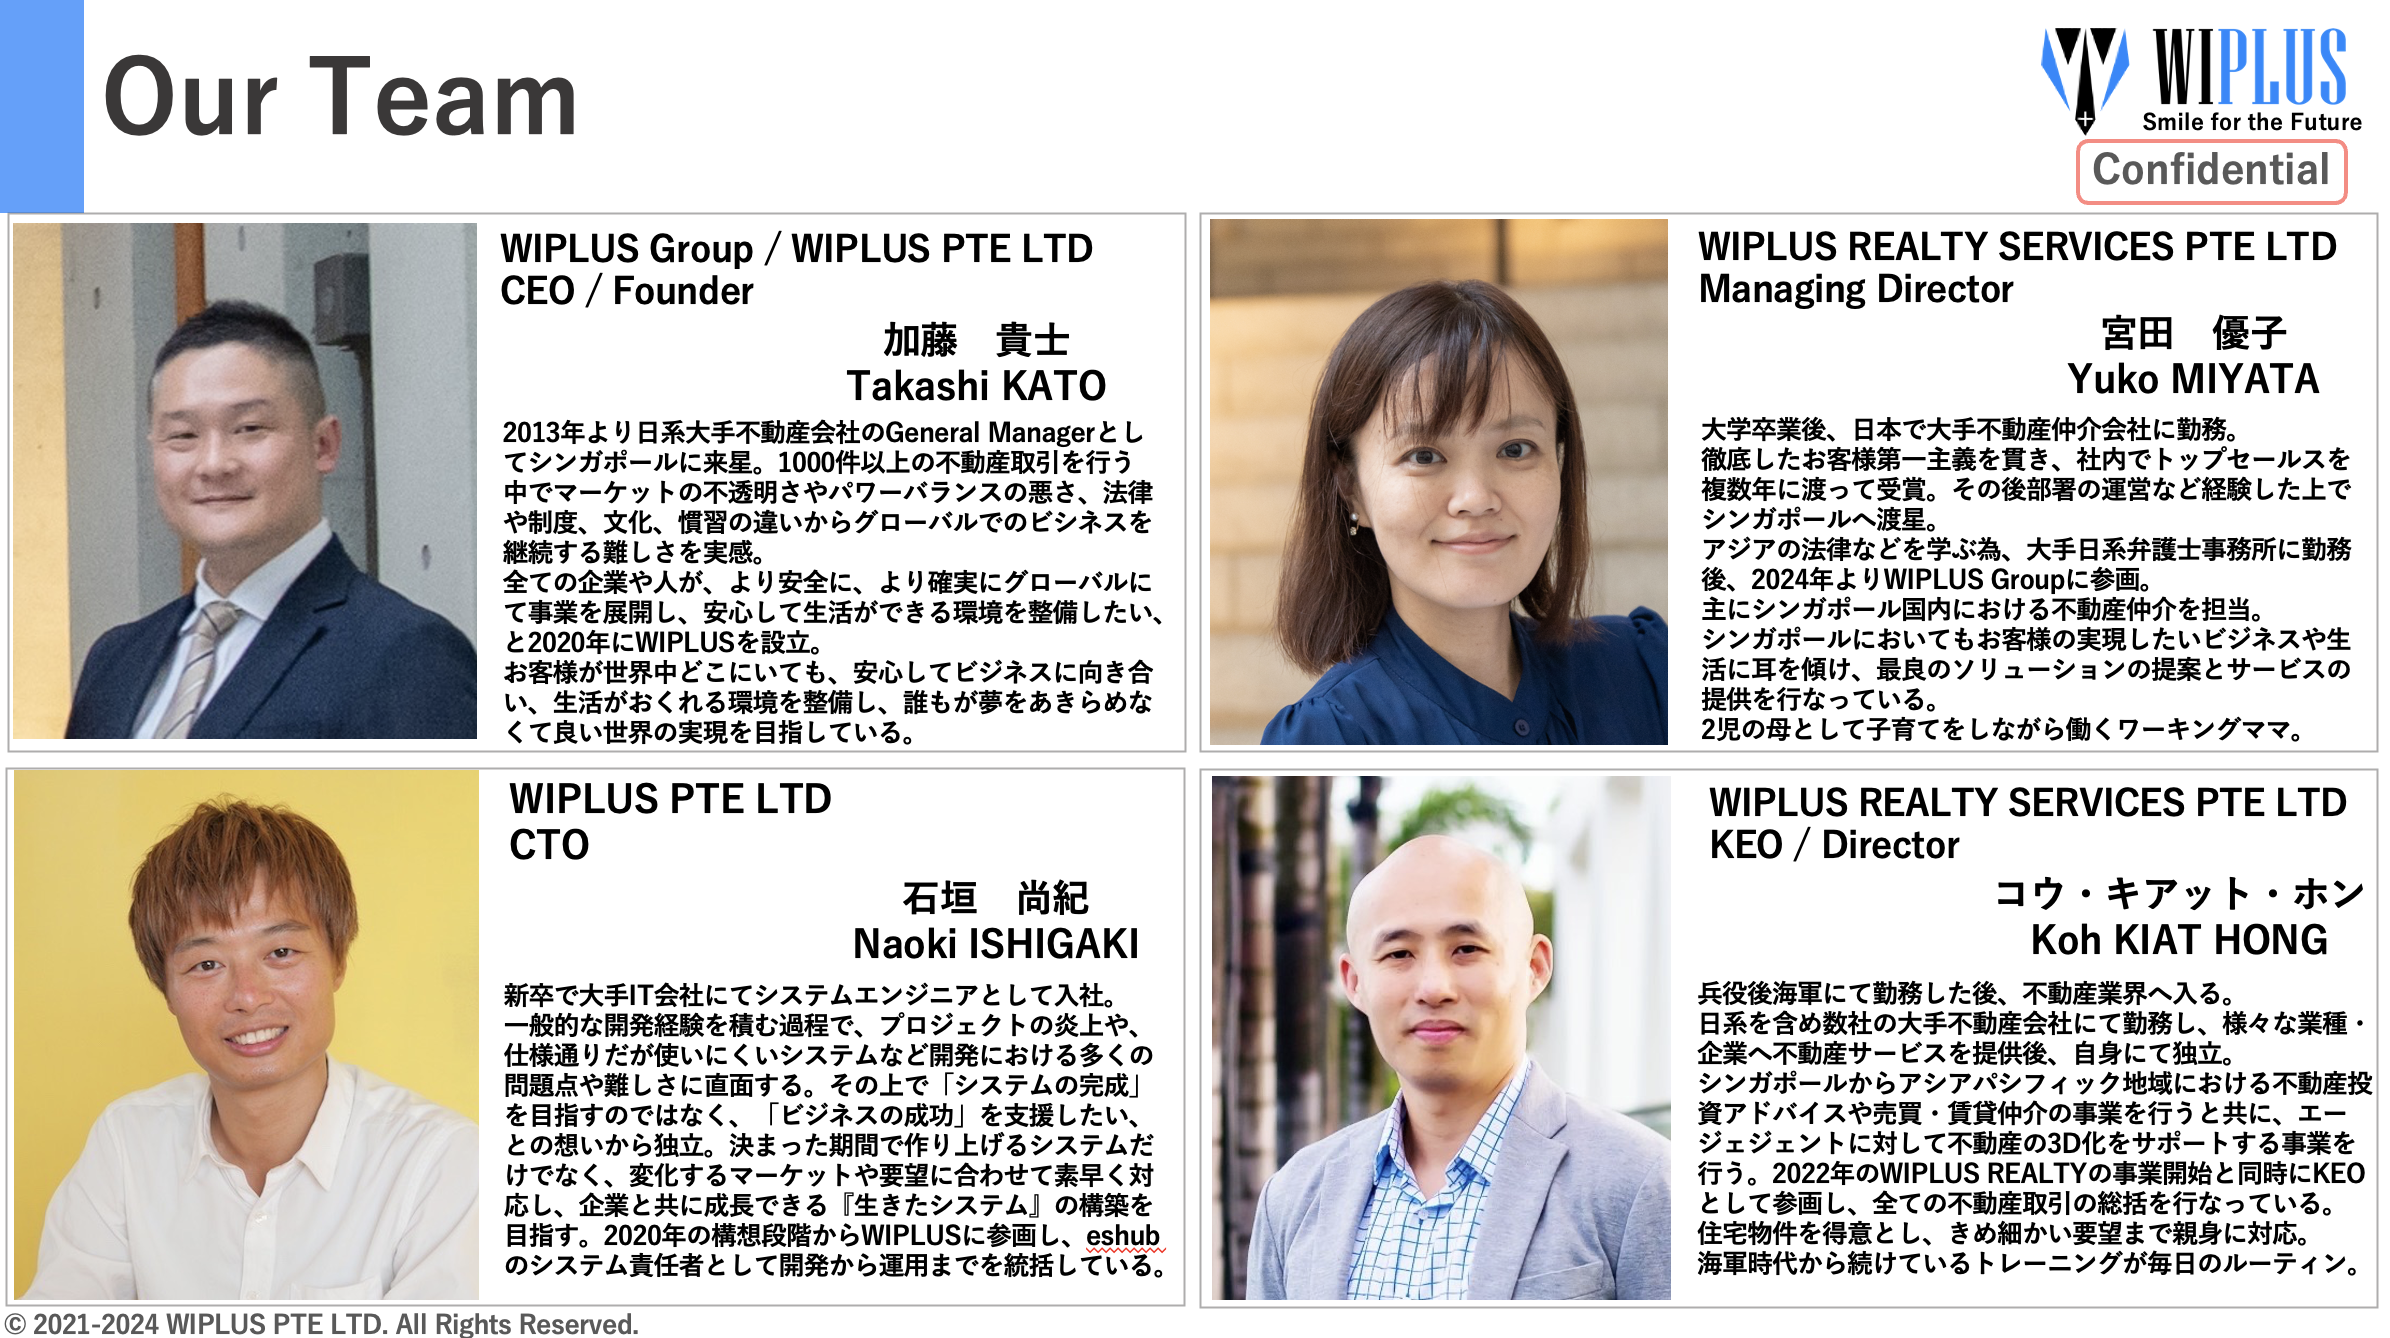 Our Team
WIPLUS
Smile for the Future
Confidential
WIPLUS Group / WIPLUS PTE LTD
CEO / Founder
加藤　貴士
Takashi KATO
2013年より日系大手不動産会社のGeneral Managerとし
てシンガポールに来星。1000件以上の不動産取引を行う
中でマーケットの不透明さやパワーバランスの悪さ、法律
や制度、文化、慣習の違いからグローバルでのビシネスを
継続する難しさを実感。
全ての企業や人が、より安全に、より確実にグローバルに
て事業を展開し、安心して生活ができる環境を整備したい、
と2020年にWIPLUSを設立。
お客様が世界中どこにいても、安心してビジネスに向き合
い、生活がおくれる環境を整備し、誰もが夢をあきらめな
くて良い世界の実現を目指している。
WIPLUS REALTY SERVICES PTE LTD
Managing Director
宮田　優子
Yuko MIYATA
大学卒業後、日本で大手不動産仲介会社に勤務。
徹底したお客様第一主義を貫き、社内でトップセールスを
複数年に渡って受賞。その後部署の運営など経験した上で
シンガポールへ渡星。
アジアの法律などを学ぶ為、大手日系弁護士事務所に勤務
後、2024年よりWIPLUS Groupに参画。
主にシンガポール国内における不動産仲介を担当。
シンガポールにおいてもお客様の実現したいビジネスや生
活に耳を傾け、最良のソリューションの提案とサービスの
提供を行なっている。
2児の母として子育てをしながら働くワーキングママ。
WIPLUS PTE LTD
CTO
石垣　尚紀
Naoki ISHIGAKI
新卒で大手IT会社にてシステムエンジニアとして入社。
一般的な開発経験を積む過程で、プロジェクトの炎上や、
仕様通りだが使いにくいシステムなど開発における多くの
問題点や難しさに直面する。その上で「システムの完成」
を目指すのではなく、「ビジネスの成功」を支援したい、
との想いから独立。決まった期間で作り上げるシステムだ
けでなく、変化するマーケットや要望に合わせて素早く対
応し、企業と共に成長できる『生きたシステム』の構築を
目指す。2020年の構想段階からWIPLUSに参画し、eshub
のシステム責任者として開発から運用までを統括している。
WIPLUS REALTY SERVICES PTE LTD
KEO / Director
コウ・キアット・ホン
Koh KIAT HONG
兵役後海軍にて勤務した後、不動産業界へ入る。
日系を含め数社の大手不動産会社にて勤務し、様々な業種・
企業へ不動産サービスを提供後、自身にて独立。
シンガポールからアシアパシフィック地域における不動産投
資アドバイスや売買・賃貸仲介の事業を行うと共に、エー
ジェジェントに対して不動産の3D化をサポートする事業を
行う。2022年のWIPLUS REALTYの事業開始と同時にKEO
として参画し、全ての不動産取引の総括を行なっている。
住宅物件を得意とし、きめ細かい要望まで親身に対応。
海軍時代から続けているトレーニングが毎日のルーティン。
© 2021-2024 WIPLUS PTE LTD. All Rights Reserved.